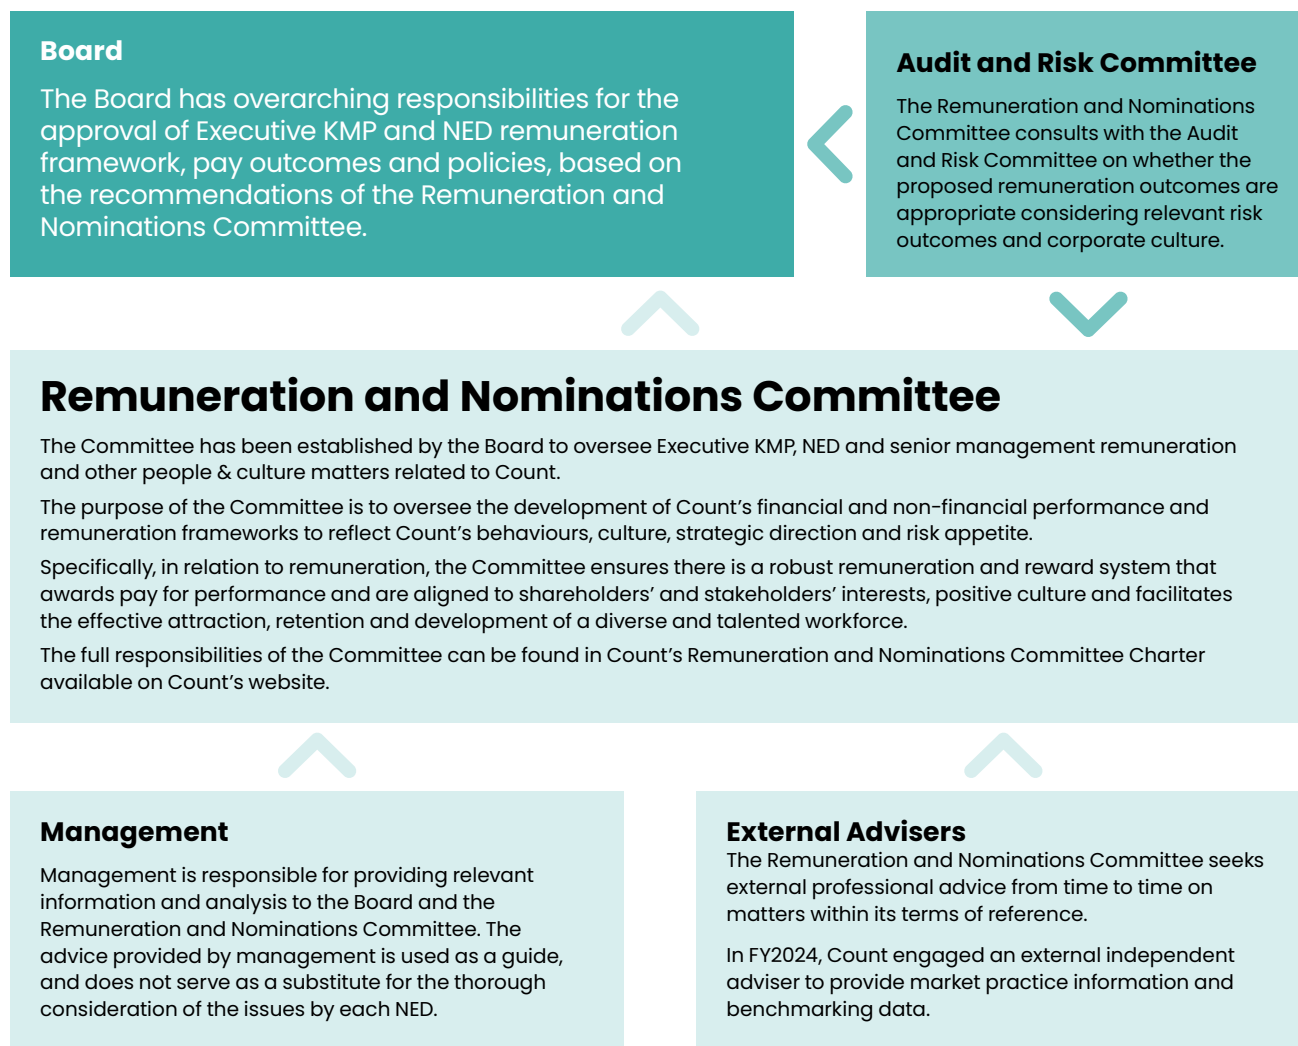 Board
The Board has overarching responsibilities for the
approval of Executive KMP and NED remuneration
framework, pay outcomes and policies, based on
the recommendations of the Remuneration and
Nominations Committee.
Audit and Risk Committee
The Remuneration and Nominations
Committee consults with the Audit
and Risk Committee on whether the
proposed remuneration outcomes are
appropriate considering relevant risk
outcomes and corporate culture.
Remuneration and Nominations Committee
The Committee has been established by the Board to oversee Executive KMP, NED and senior management remuneration
and other people & culture matters related to Count.
The purpose of the Committee is to oversee the development of Count’s financial and non-financial performance and
remuneration frameworks to reflect Count’s behaviours, culture, strategic direction and risk appetite.
Specifically, in relation to remuneration, the Committee ensures there is a robust remuneration and reward system that
awards pay for performance and are aligned to shareholders’ and stakeholders’ interests, positive culture and facilitates
the effective attraction, retention and development of a diverse and talented workforce.
The full responsibilities of the Committee can be found in Count’s Remuneration and Nominations Committee Charter
available on Count’s website.
Management
Management is responsible for providing relevant
information and analysis to the Board and the
Remuneration and Nominations Committee. The
advice provided by management is used as a guide,
and does not serve as a substitute for the thorough
consideration of the issues by each NED.
External Advisers
The Remuneration and Nominations Committee seeks
external professional advice from time to time on
matters within its terms of reference.
In FY2024, Count engaged an external independent
adviser to provide market practice information and
benchmarking data.